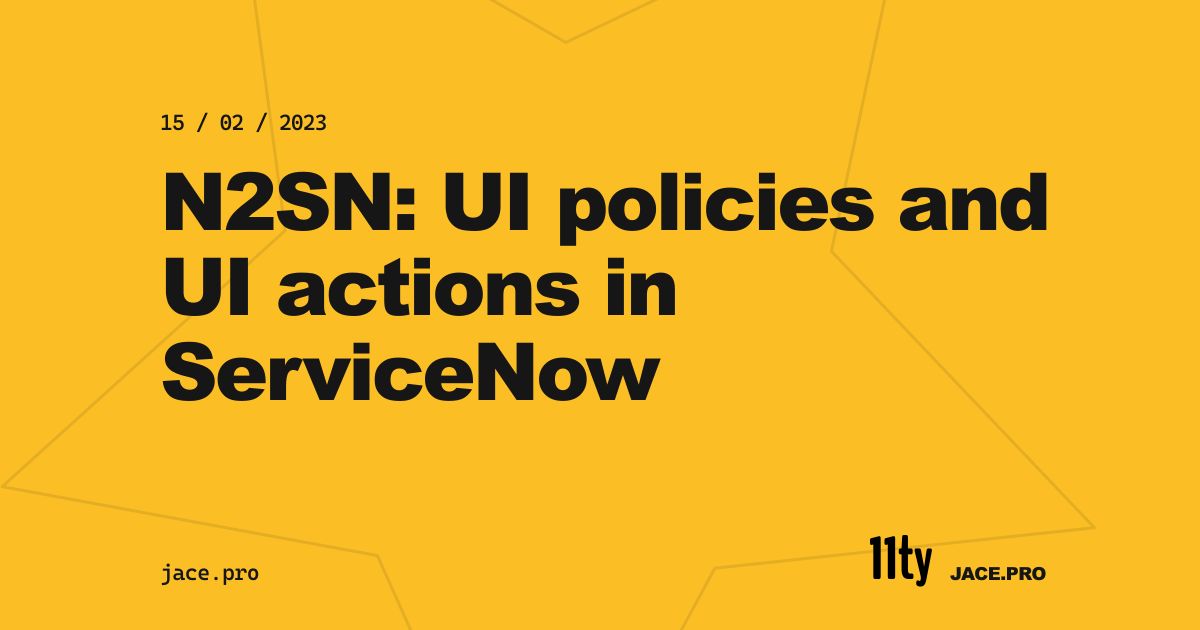 15 / 02 / 2023
N2SN: UI policies and
UI actions in
ServiceNow
jace.pro
11ty JACE.PRO